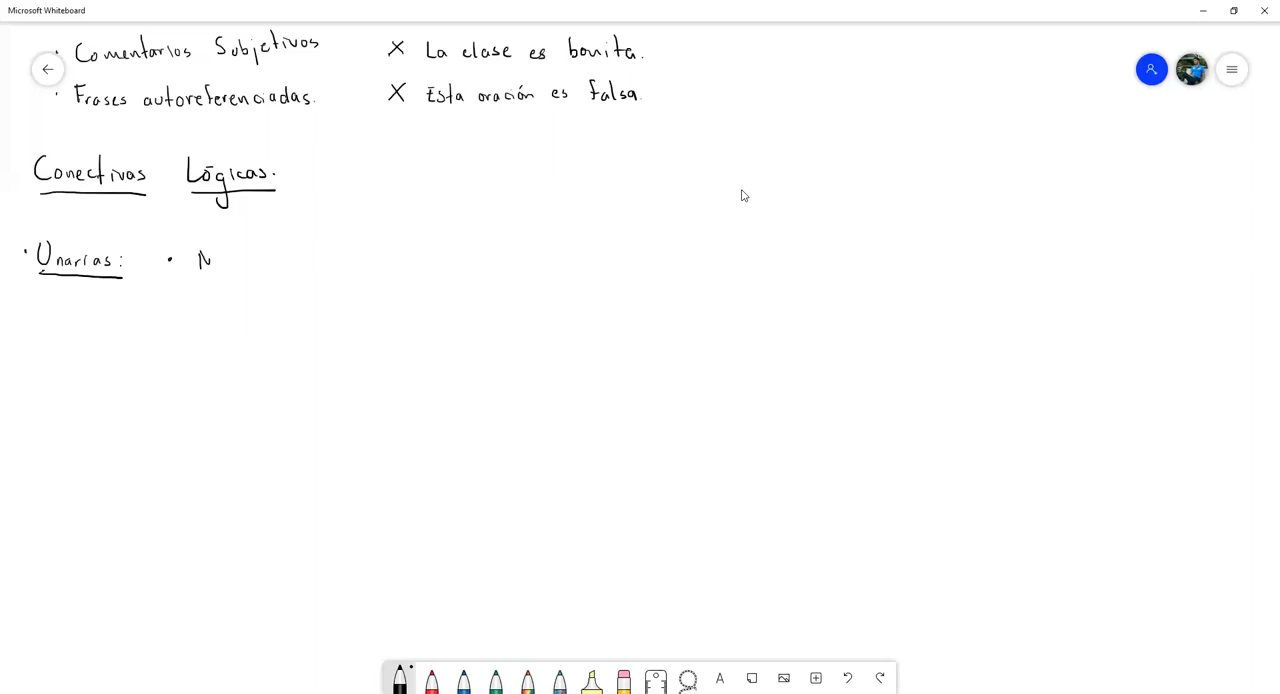 Microsoft Whiteboard
· Comentarios Subjetivos X La clase es bonita.
· Frases autoreferenciadas. X Esta oración es falsa.
Conectivas Lógicas.
· Unarias: • N
A